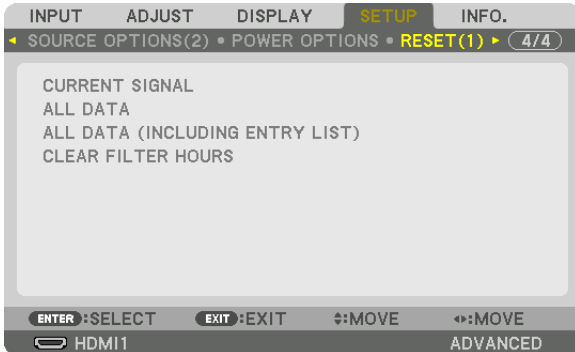 INPUT ADJUST DISPLAY SETUP INFO.
◂ SOURCE OPTIONS(2) • POWER OPTIONS • RESET(1) ▸ 4/4
CURRENT SIGNAL
ALL DATA
ALL DATA (INCLUDING ENTRY LIST)
CLEAR FILTER HOURS
ENTER :SELECT EXIT :EXIT ♦:MOVE ◂▸:MOVE
HDMI1 ADVANCED